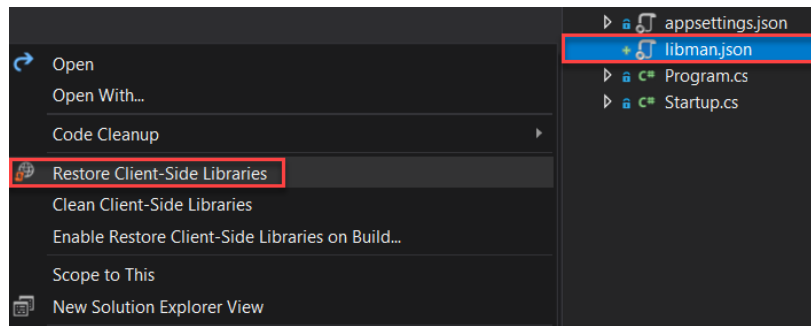 Open
Open With...
Code Cleanup
Restore Client-Side Libraries
Clean Client-Side Libraries
Enable Restore Client-Side Libraries on Build...
Scope to This
New Solution Explorer View
appsettings.json
libman.json
C# Program.cs
C# Startup.cs